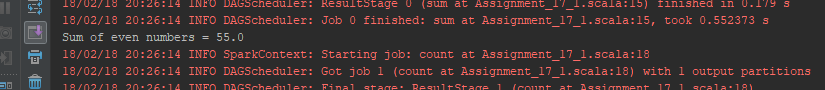 18/02/18 20:26:14 INFO DAGScheduler: ResultStage 0 (sum at Assignment_17_1.scala:15) finished in 0.179 s
18/02/18 20:26:14 INFO DAGScheduler: Job 0 finished: sum at Assignment_17_1.scala:15, took 0.552373 s
Sum of even numbers = 55.0
18/02/18 20:26:14 INFO SparkContext: Starting job: count at Assignment_17_1.scala:18
18/02/18 20:26:14 INFO DAGScheduler: Got job 1 (count at Assignment_17_1.scala:18) with 1 output partitions
18/02/18 20:26:14 INFO DAGScheduler: Final stage: ResultStage 1 (count at Assignment_17_1.scala:18)